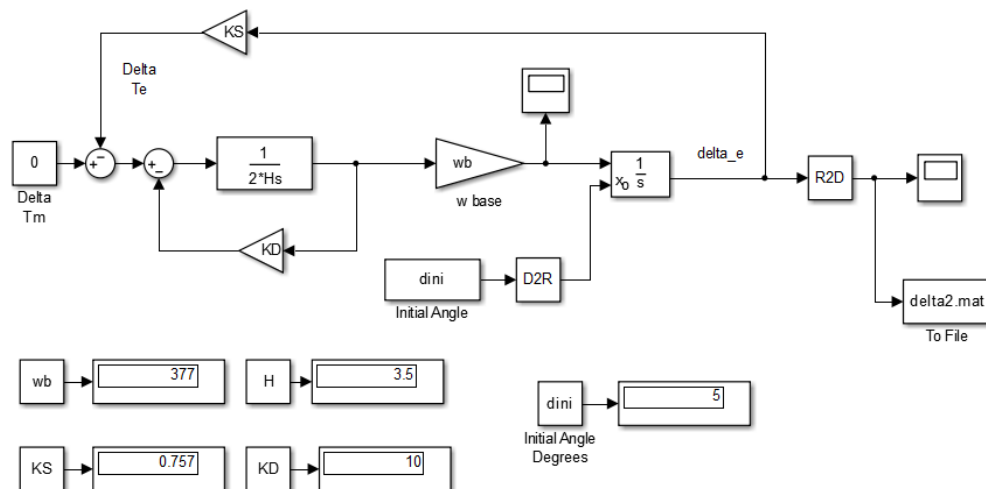 KS
Delta
Te
0
Delta
Tm
+
−
+
−
1
2*Hs
wb
w base
KD
x0
1
s
delta_e
R2D
dini
Initial Angle
D2R
delta2.mat
To File
wb
377
H
3.5
dini
5
Initial Angle
Degrees
KS
0.757
KD
10